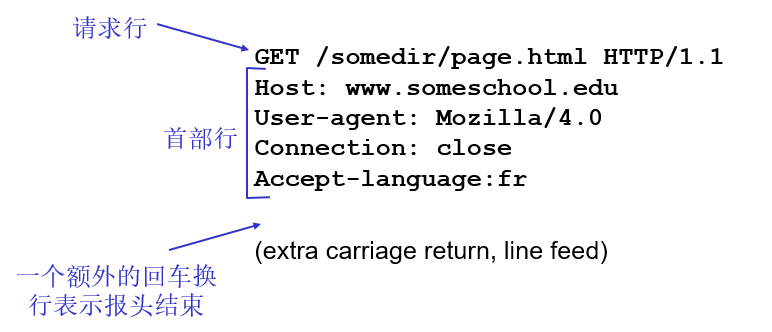 请求行
GET /somedir/page.html HTTP/1.1
Host: www.someschool.edu
User-agent: Mozilla/4.0
首部行
Connection: close
Accept-language:fr
(extra carriage return, line feed)
一个额外的回车换
行表示报头结束